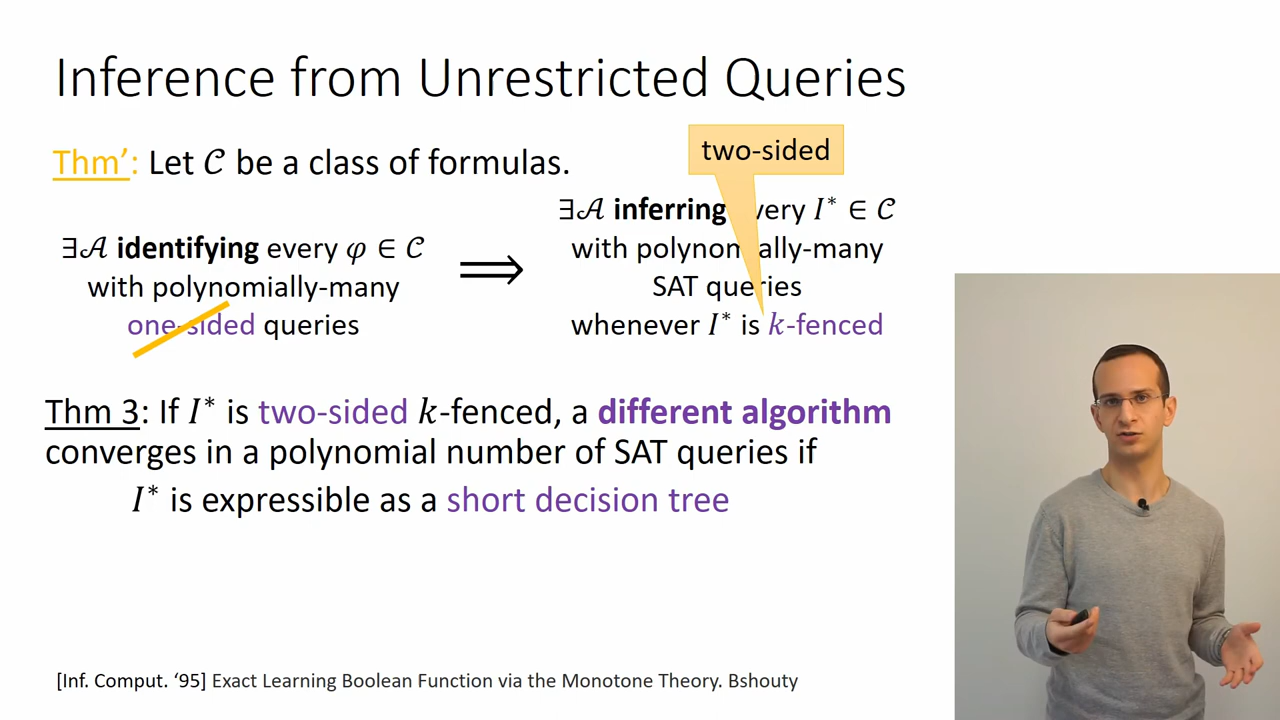 Inference from Unrestricted Queries
two-sided
Thm’: Let 𝒞 be a class of formulas.
∃𝒜 identifying every φ ∈ 𝒞
with polynomially-many
one-sided queries
⟹
∃𝒜 inferring every I* ∈ 𝒞
with polynomially-many
SAT queries
whenever I* is k-fenced
Thm 3: If I* is two-sided k-fenced, a different algorithm
converges in a polynomial number of SAT queries if
I* is expressible as a short decision tree
[Inf. Comput. ‘95] Exact Learning Boolean Function via the Monotone Theory. Bshouty